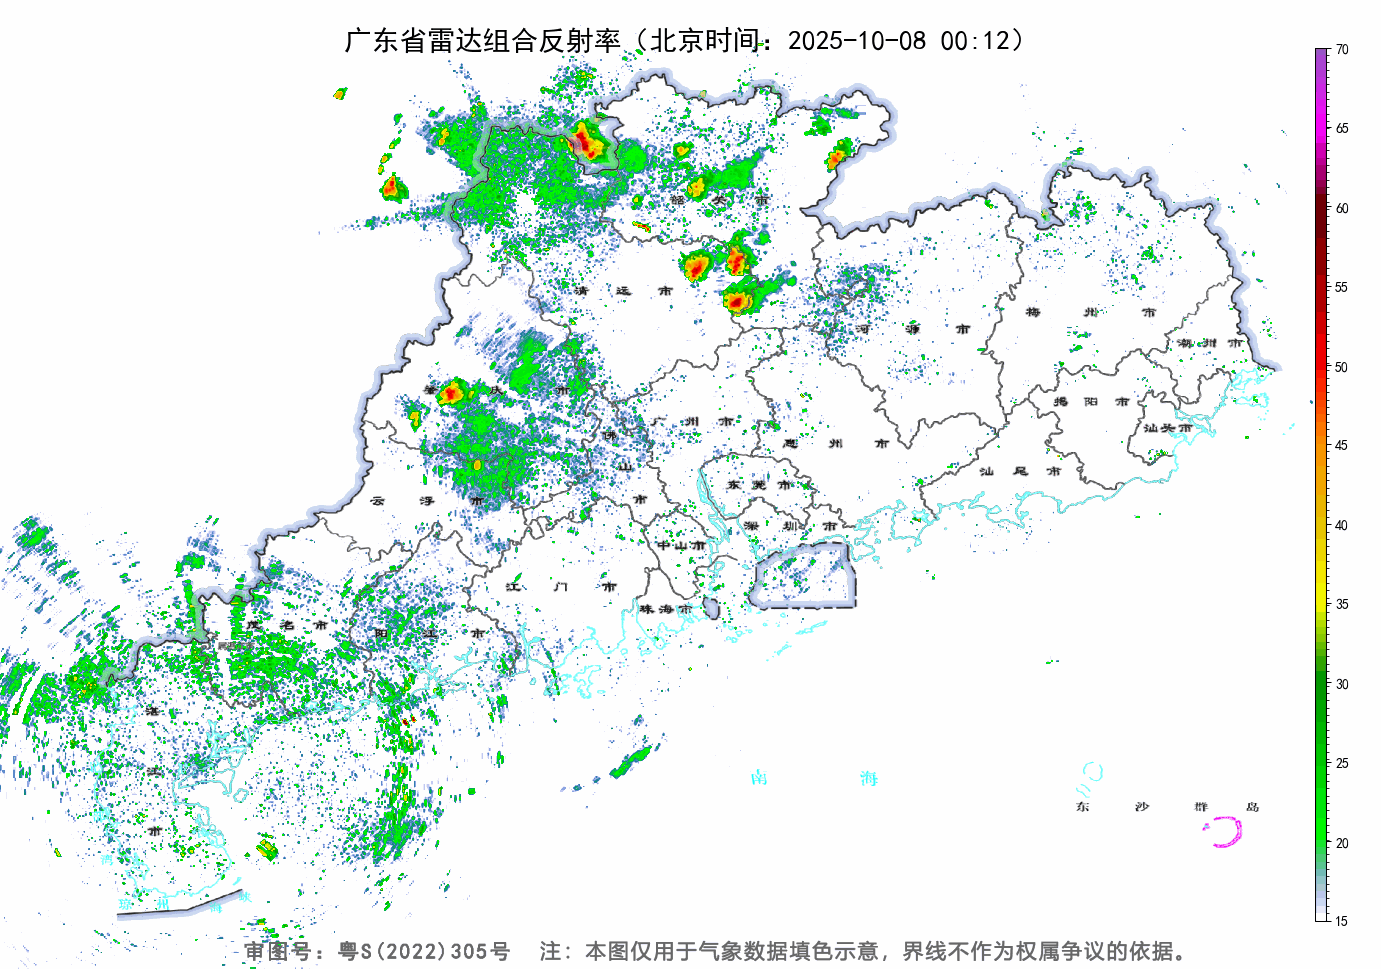 广东省雷达组合反射率（北京时间：2025-10-08 00:12）
70
65
60
55
50
45
40
35
30
25
20
15
韶关市
清远市
河源市
梅州市
潮州市
肇庆市
广州市
惠州市
揭阳市
汕头市
佛山市
云浮市
东莞市
汕尾市
深圳市
中山市
江门市
珠海市
茂名市
阳江市
湛江市
南海
东沙群岛
琼州海峡
审图号：粤S(2022)305号 注：本图仅用于气象数据填色示意，界线不作为权属争议的依据。